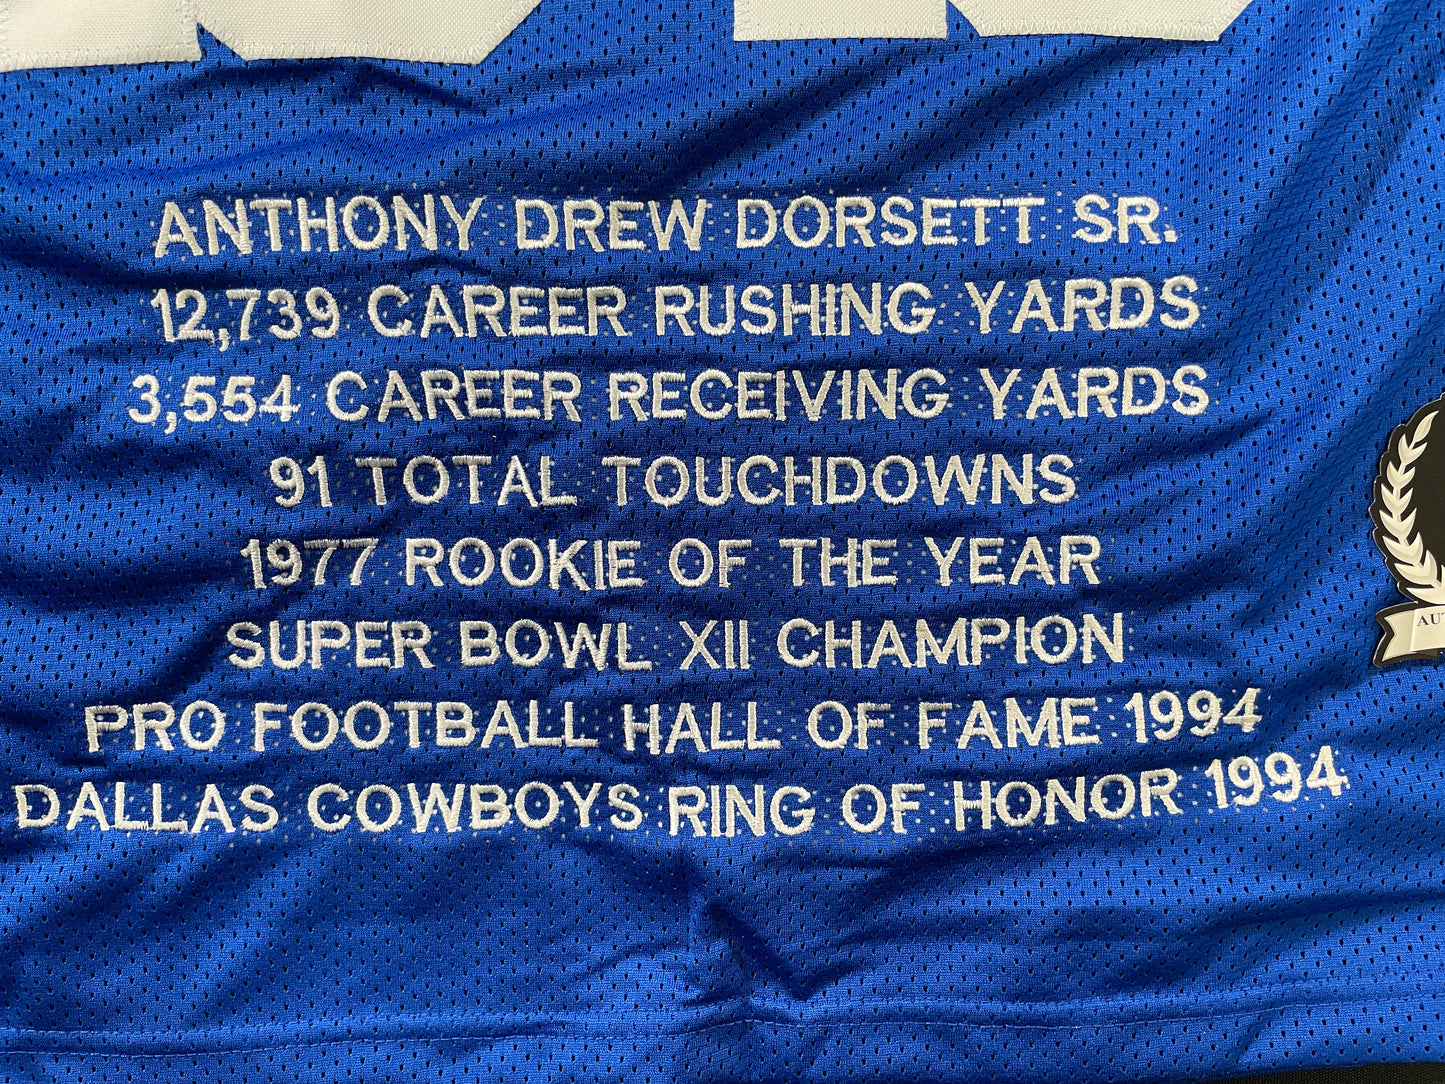 ANTHONY DREW DORSETT SR.
12,739 CAREER RUSHING YARDS
3,554 CAREER RECEIVING YARDS
91 TOTAL TOUCHDOWNS
1977 ROOKIE OF THE YEAR
SUPER BOWL XII CHAMPION
PRO FOOTBALL HALL OF FAME 1994
DALLAS COWBOYS RING OF HONOR 1994